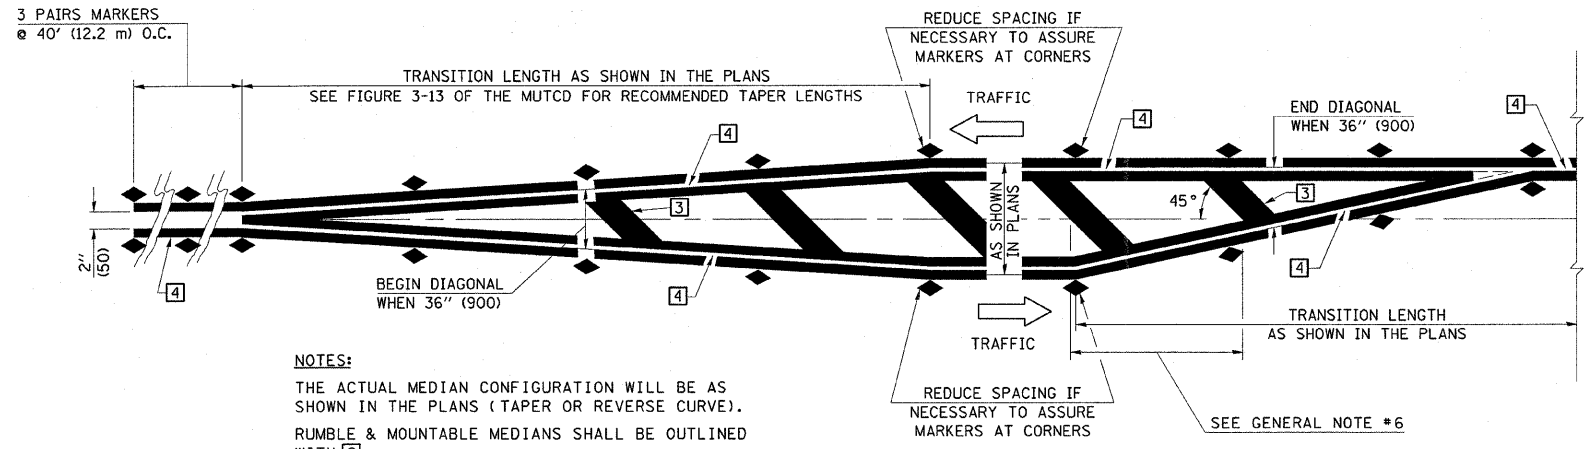 3 PAIRS MARKERS
@ 40' (12.2 m) O.C.
TRANSITION LENGTH AS SHOWN IN THE PLANS
SEE FIGURE 3-13 OF THE MUTCD FOR RECOMMENDED TAPER LENGTHS
REDUCE SPACING IF
NECESSARY TO ASSURE
MARKERS AT CORNERS
TRAFFIC
END DIAGONAL
WHEN 36" (900)
4
4
4
4
3
3
45°
AS SHOWN
IN PLANS
2"
(50)
4
4
4
4
BEGIN DIAGONAL
WHEN 36" (900)
TRAFFIC
TRANSITION LENGTH
AS SHOWN IN THE PLANS
REDUCE SPACING IF
NECESSARY TO ASSURE
MARKERS AT CORNERS
SEE GENERAL NOTE #6
NOTES:
THE ACTUAL MEDIAN CONFIGURATION WILL BE AS
SHOWN IN THE PLANS (TAPER OR REVERSE CURVE).
RUMBLE & MOUNTABLE MEDIANS SHALL BE OUTLINED